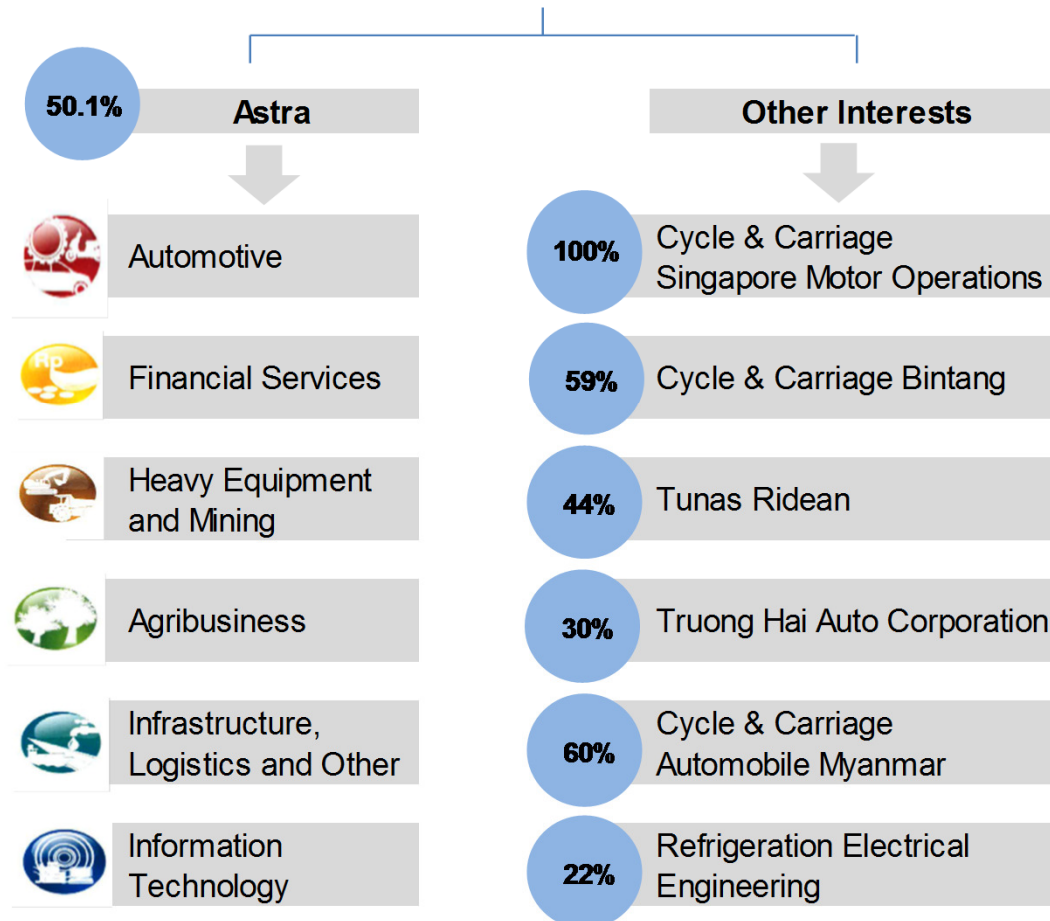 50.1%
Astra
Automotive
Rp
Financial Services
Heavy Equipment
and Mining
Agribusiness
Infrastructure,
Logistics and Other
Information
Technology
Other Interests
100%
Cycle & Carriage
Singapore Motor Operations
59%
Cycle & Carriage Bintang
44%
Tunas Ridean
30%
Truong Hai Auto Corporation
60%
Cycle & Carriage
Automobile Myanmar
22%
Refrigeration Electrical
Engineering